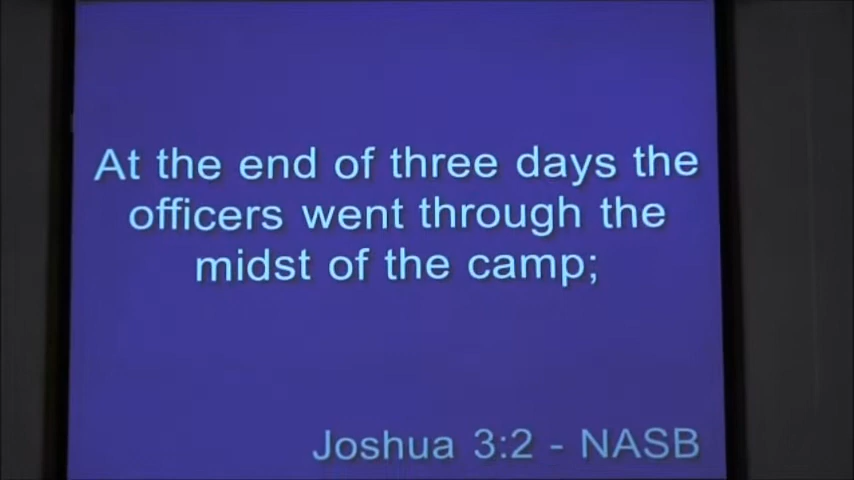 At the end of three days the
officers went through the
midst of the camp;
Joshua 3:2 - NASB